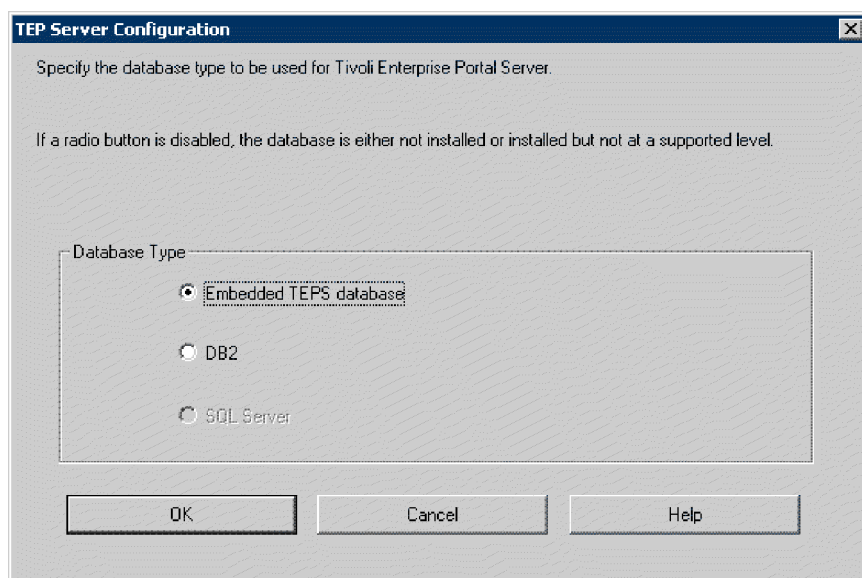 TEP Server Configuration
Specify the database type to be used for Tivoli Enterprise Portal Server.
If a radio button is disabled, the database is either not installed or installed but not at a supported level.
Database Type
Embedded TEPS database
DB2
SQL Server
OK Cancel Help